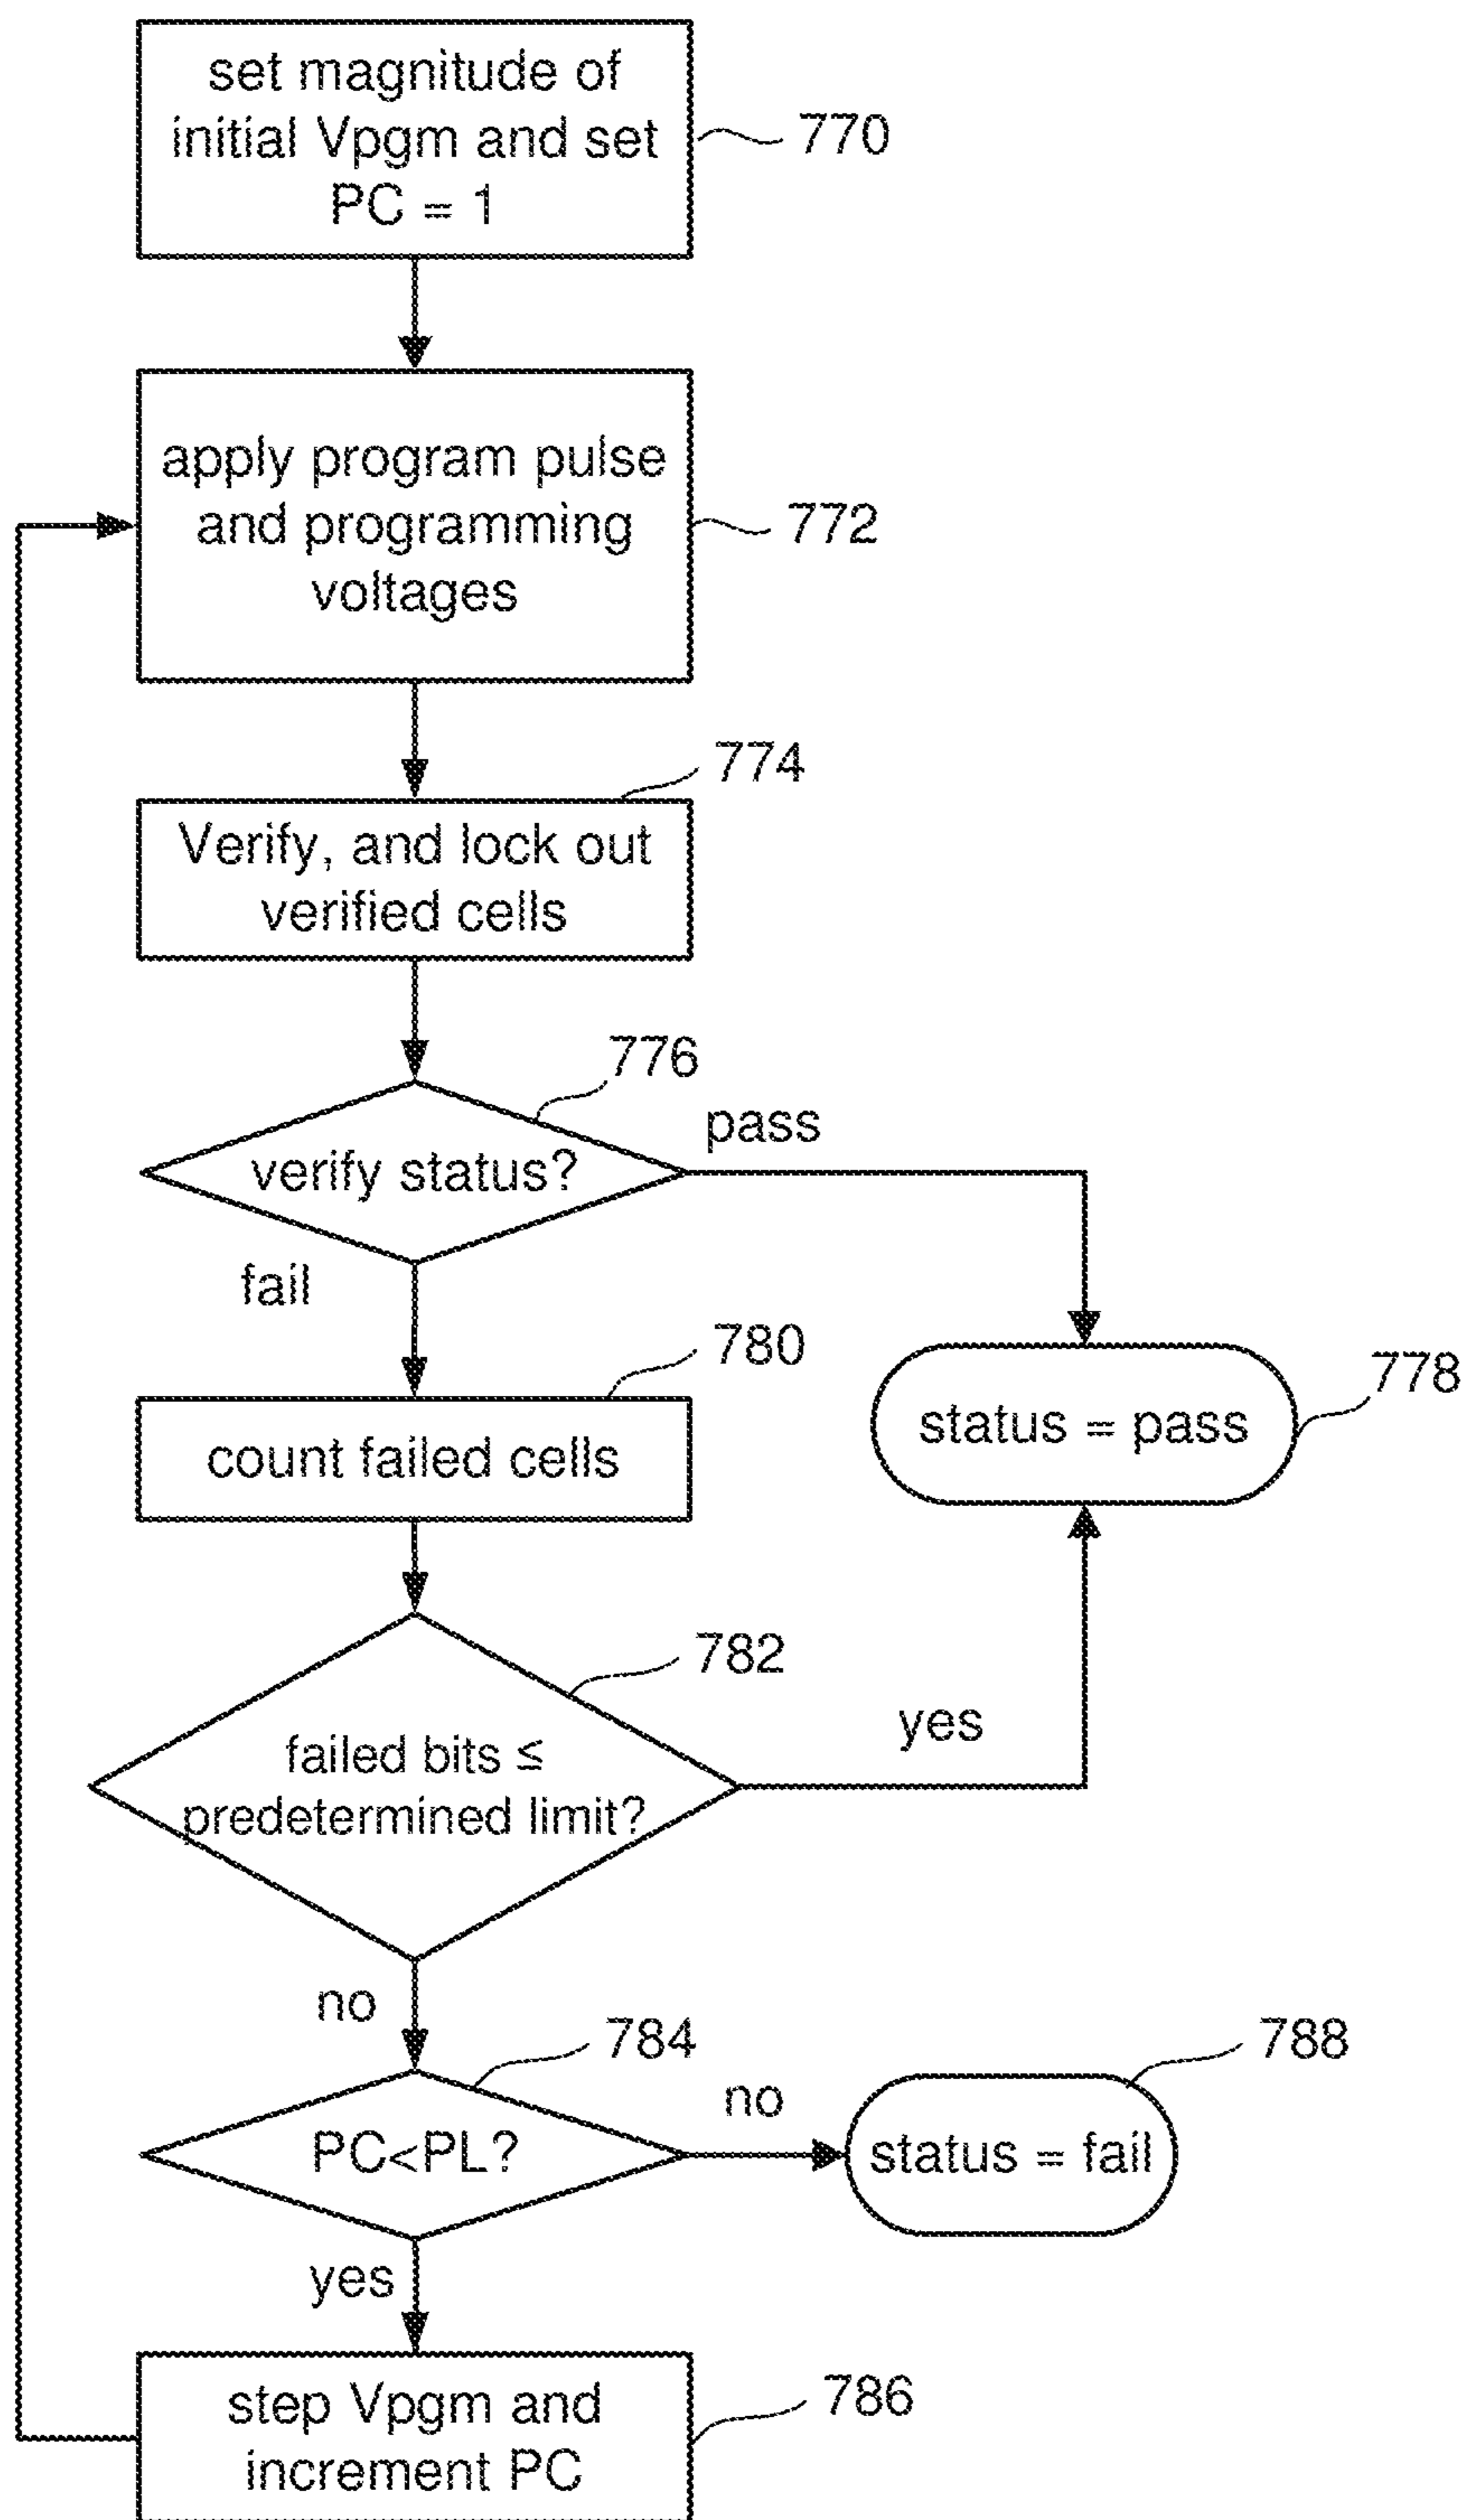 set magnitude of
initial Vpgm and set
PC = 1
770
apply program pulse
and programming
voltages
772
774
Verify, and lock out
verified cells
776
pass
verify status?
fail
780
778
status = pass
count failed cells
782
yes
failed bits ≤
predetermined limit?
no
784
788
no
PC<PL?
status = fail
yes
step Vpgm and
increment PC
786